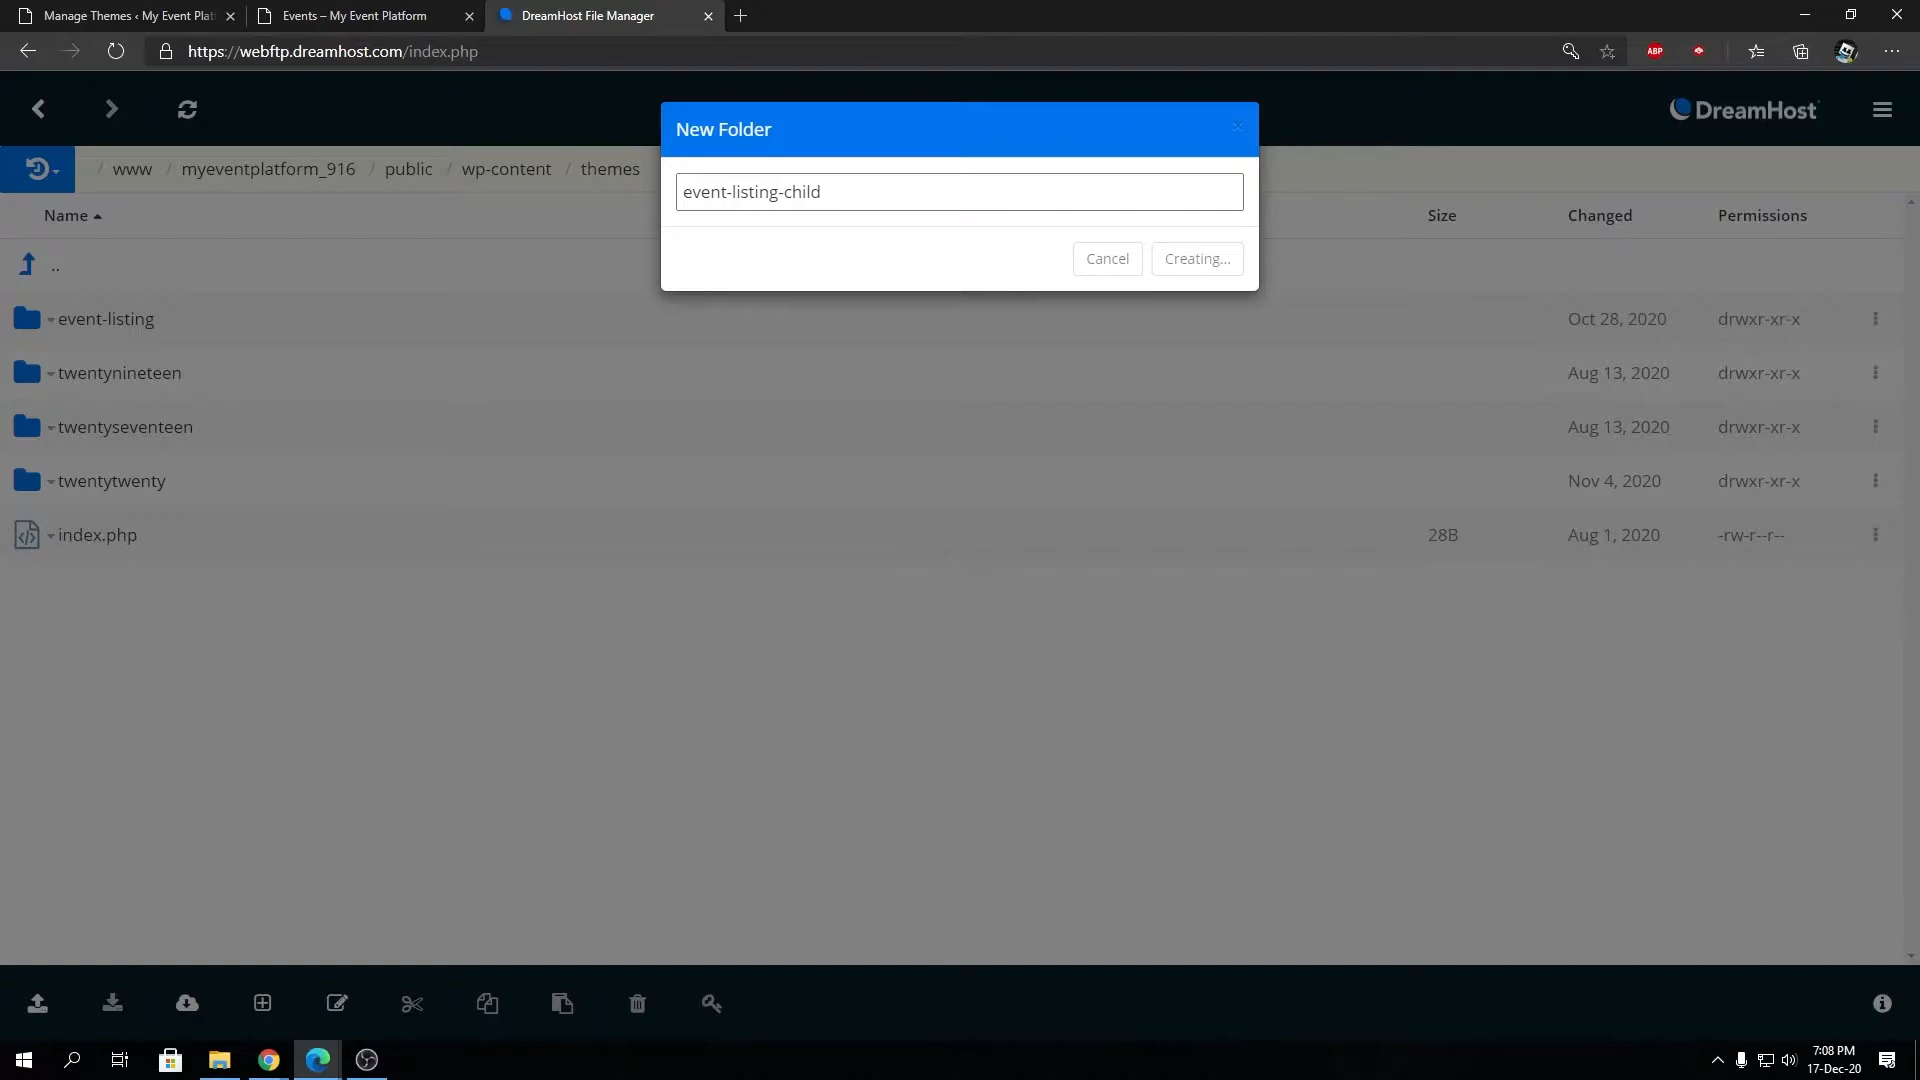 Manage Themes ‹ My Event Plat
Events – My Event Platform
DreamHost File Manager
https://webftp.dreamhost.com/index.php
ABP
DreamHost
New Folder
/ www / myeventplatform_916 / public / wp-content / themes
event-listing-child
Name Size Changed Permissions
Cancel Creating...
..
event-listing Oct 28, 2020 drwxr-xr-x
twentynineteen Aug 13, 2020 drwxr-xr-x
twentyseventeen Aug 13, 2020 drwxr-xr-x
twentytwenty Nov 4, 2020 drwxr-xr-x
index.php 28B Aug 1, 2020 -rw-r--r--
7:08 PM
17-Dec-20